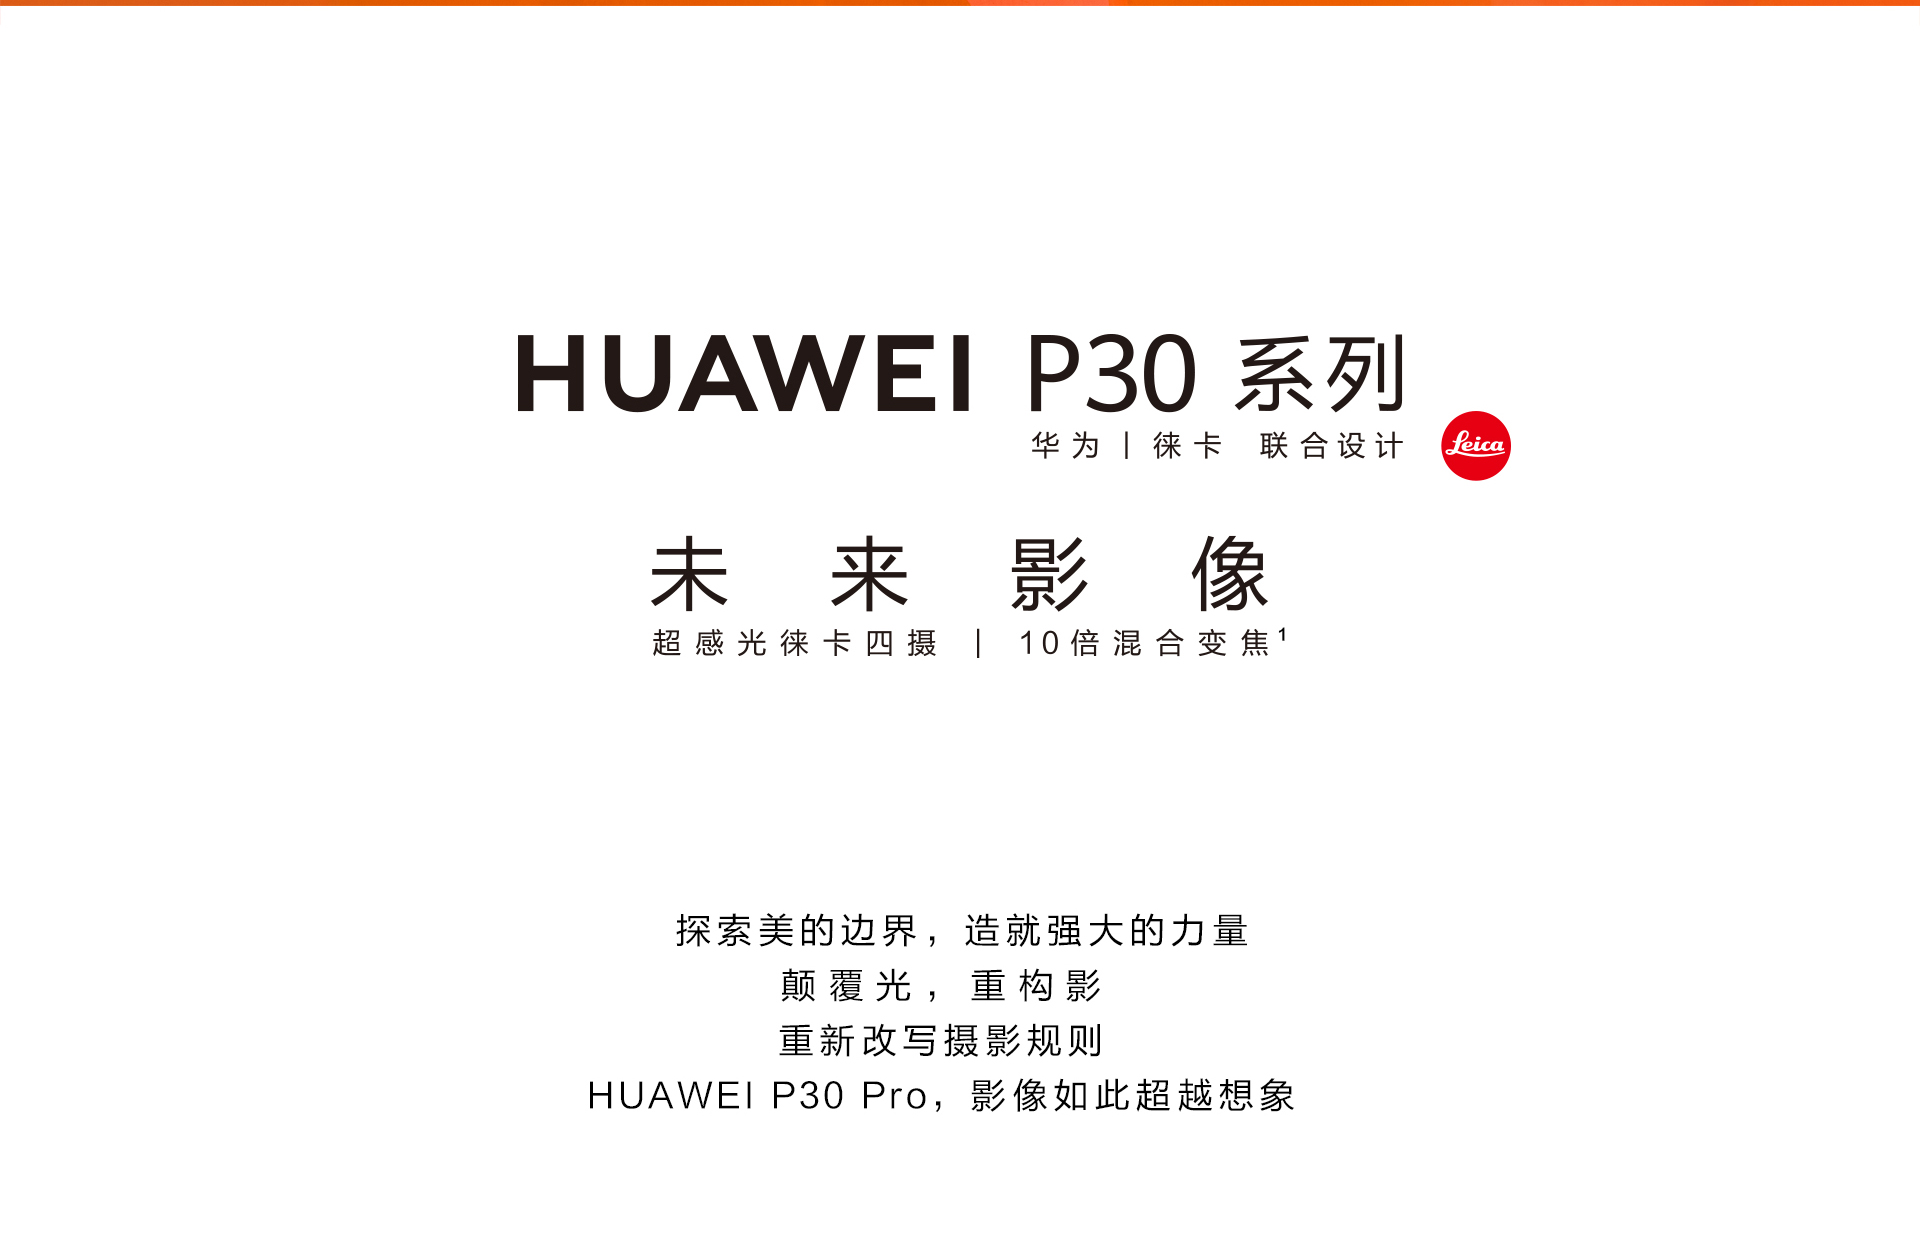 HUAWEI P30 系列
华为 | 徕卡 联合设计
Leica
未来影像
超感光徕卡四摄 | 10倍混合变焦¹
探索美的边界，造就强大的力量
颠覆光，重构影
重新改写摄影规则
HUAWEI P30 Pro，影像如此超越想象